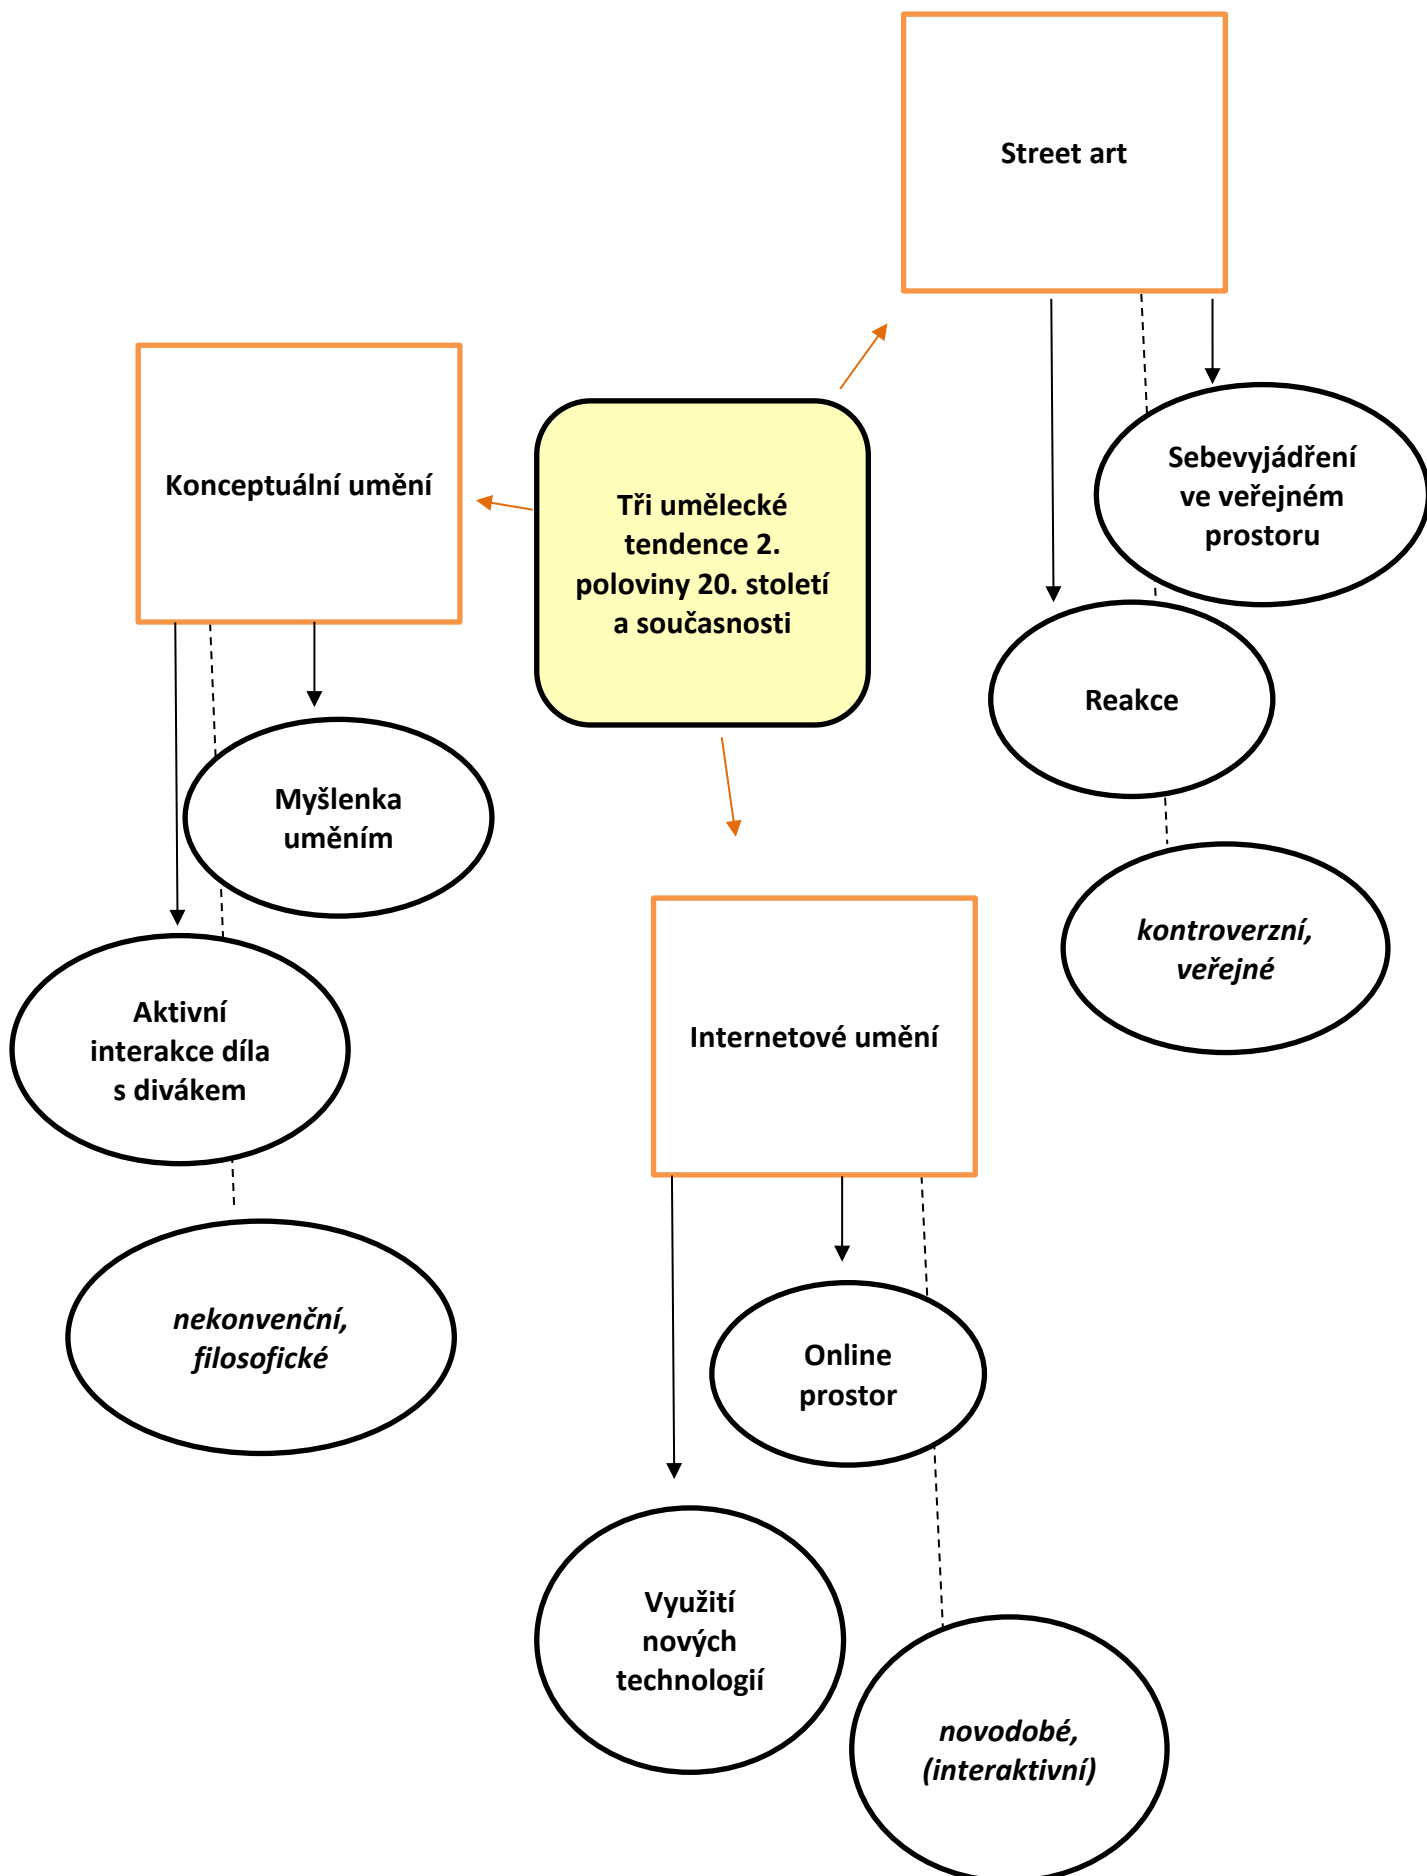 Street art
Konceptuální umění
Tři umělecké
tendence 2.
poloviny 20. století
a současnosti
Sebevyjádření
ve veřejném
prostoru
Reakce
Myšlenka
uměním
kontroverzní,
veřejné
Aktivní
interakce díla
s divákem
Internetové umění
nekonvenční,
filosofické
Online
prostor
Využití
nových
technologií
novodobé,
(interaktivní)